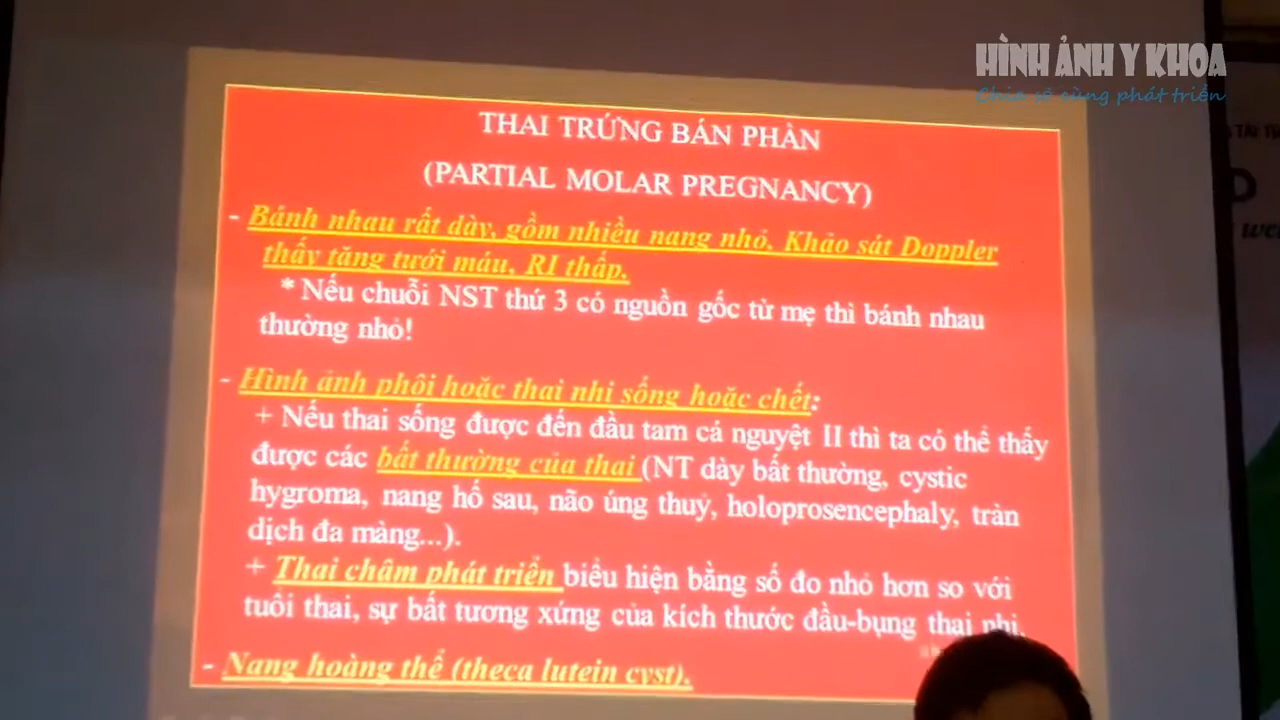 HÌNH ẢNH Y KHOA
Chia sẻ cùng phát triển
THAI TRỨNG BÁN PHẦN
(PARTIAL MOLAR PREGNANCY)
- Bánh nhau rất dày, gồm nhiều nang nhỏ. Khảo sát Doppler
thấy tăng tưới máu, RI thấp.
* Nếu chuỗi NST thứ 3 có nguồn gốc từ mẹ thì bánh nhau
thường nhỏ!
- Hình ảnh phôi hoặc thai nhi sống hoặc chết:
+ Nếu thai sống được đến đầu tam cá nguyệt II thì ta có thể thấy
được các bất thường của thai (NT dày bất thường, cystic
hygroma, nang hố sau, não úng thuỷ, holoprosencephaly, tràn
dịch đa màng...).
+ Thai chậm phát triển biểu hiện bằng số đo nhỏ hơn so với
tuổi thai, sự bất tương xứng của kích thước đầu-bụng thai nhi.
- Nang hoàng thể (theca lutein cyst).